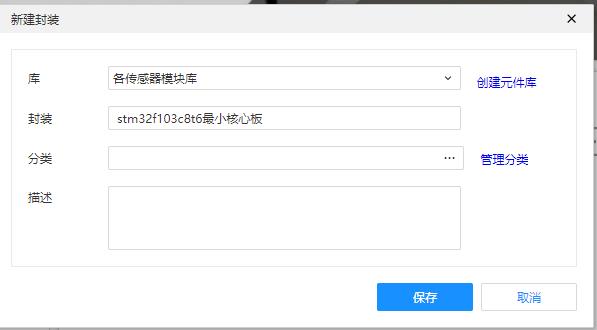 新建封装
库
各传感器模块库
创建元件库
封装
stm32f103c8t6最小核心板
分类
...
管理分类
描述
保存
取消